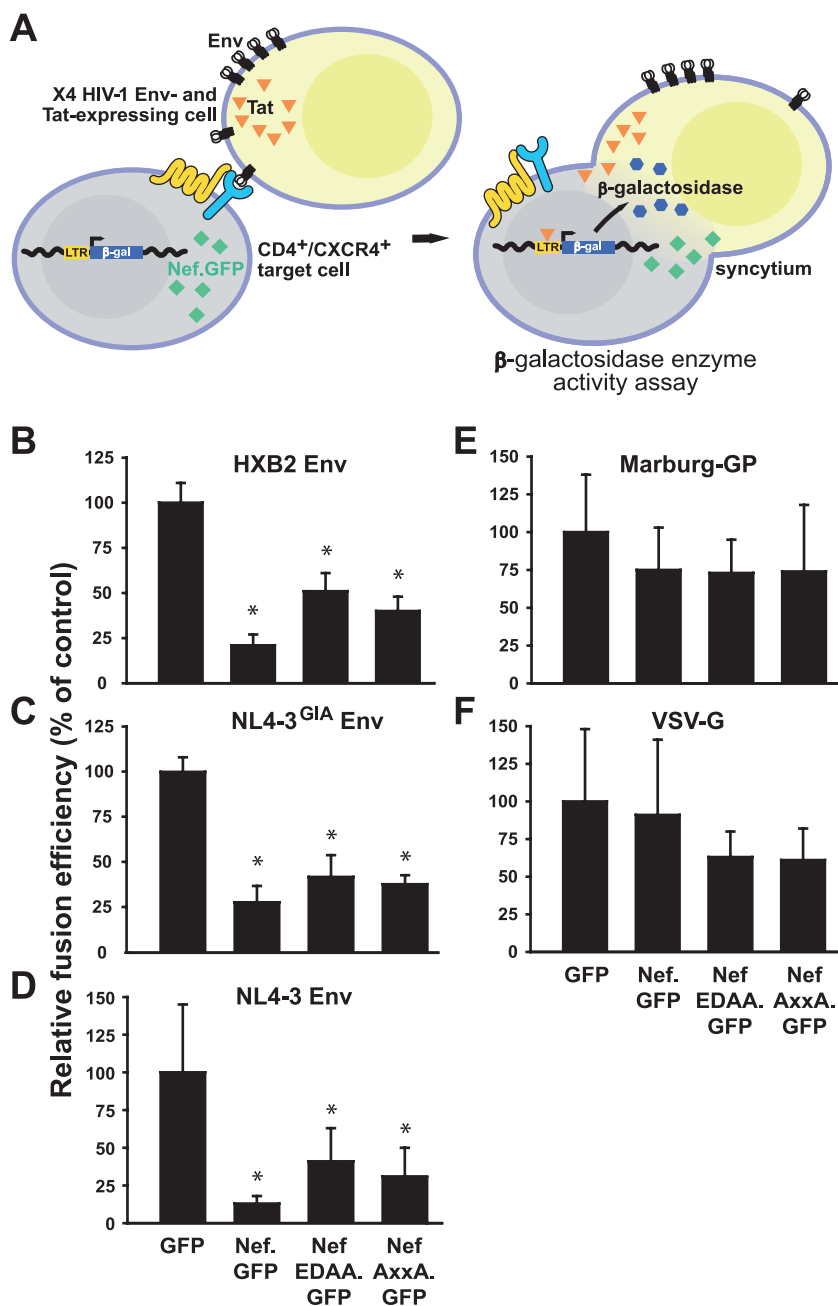 A
Env
X4 HIV-1 Env- and
Tat-expressing cell
Tat
LTR
β-gal
Nef.GFP
CD4+/CXCR4+
target cell
β-galactosidase
LTR
β-gal
syncytium
β-galactosidase enzyme
activity assay
Relative fusion efficiency (% of control)
B
HXB2 Env
125
100
75
50
25
0
*
*
*
C
NL4-3GIA Env
125
100
75
50
25
0
*
*
*
D
NL4-3 Env
150
125
100
75
50
25
0
*
*
*
GFP
Nef.
GFP
Nef
EDAA.
GFP
Nef
AxxA.
GFP
E
Marburg-GP
150
125
100
75
50
25
0
F
VSV-G
150
125
100
75
50
25
0
GFP
Nef.
GFP
Nef
EDAA.
GFP
Nef
AxxA.
GFP